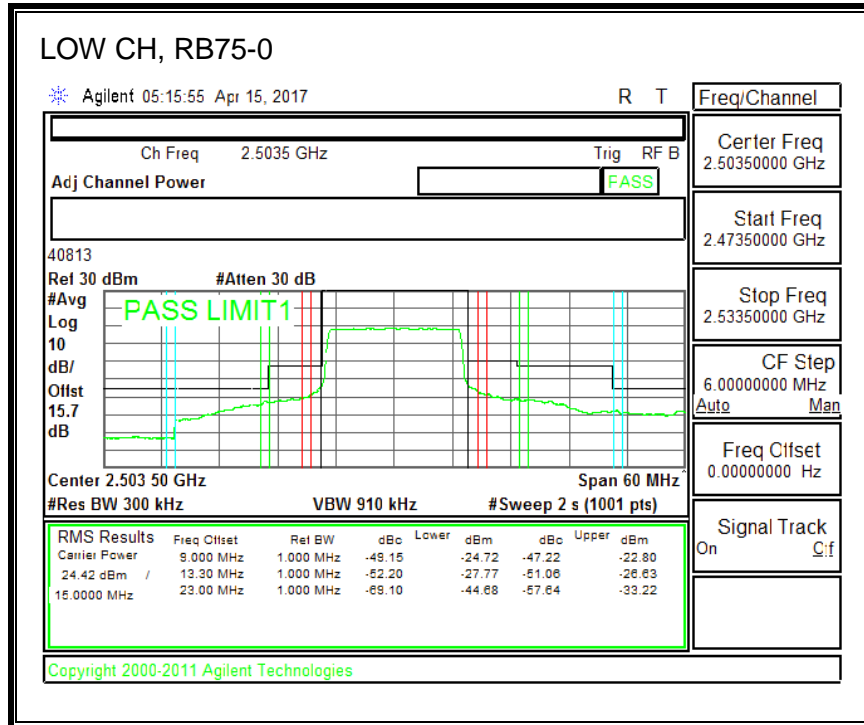 LOW CH, RB75-0
Agilent 05:15:55 Apr 15, 2017 R T
Freq/Channel
Ch Freq 2.5035 GHz Trig RF B
Adj Channel Power PASS
Center Freq
2.50350000 GHz
Start Freq
2.47350000 GHz
Stop Freq
2.53350000 GHz
CF Step
6.00000000 MHz
Auto Man
Freq Offset
0.00000000 Hz
Signal Track
On Off
40813
Ref 30 dBm #Atten 30 dB
#Avg
Log
10
dB/
Offst
15.7
dB
PASS LIMIT1
Center 2.503 50 GHz Span 60 MHz
#Res BW 300 kHz VBW 910 kHz #Sweep 2 s (1001 pts)
RMS Results Freq Offset Ref BW dBc Lower dBm dBc Upper dBm
Carrier Power 9.000 MHz 1.000 MHz -49.15 -24.72 -47.22 -22.80
24.42 dBm / 13.30 MHz 1.000 MHz -52.20 -27.77 -51.06 -26.63
15.0000 MHz 23.00 MHz 1.000 MHz -69.10 -44.68 -57.64 -33.22
Copyright 2000-2011 Agilent Technologies